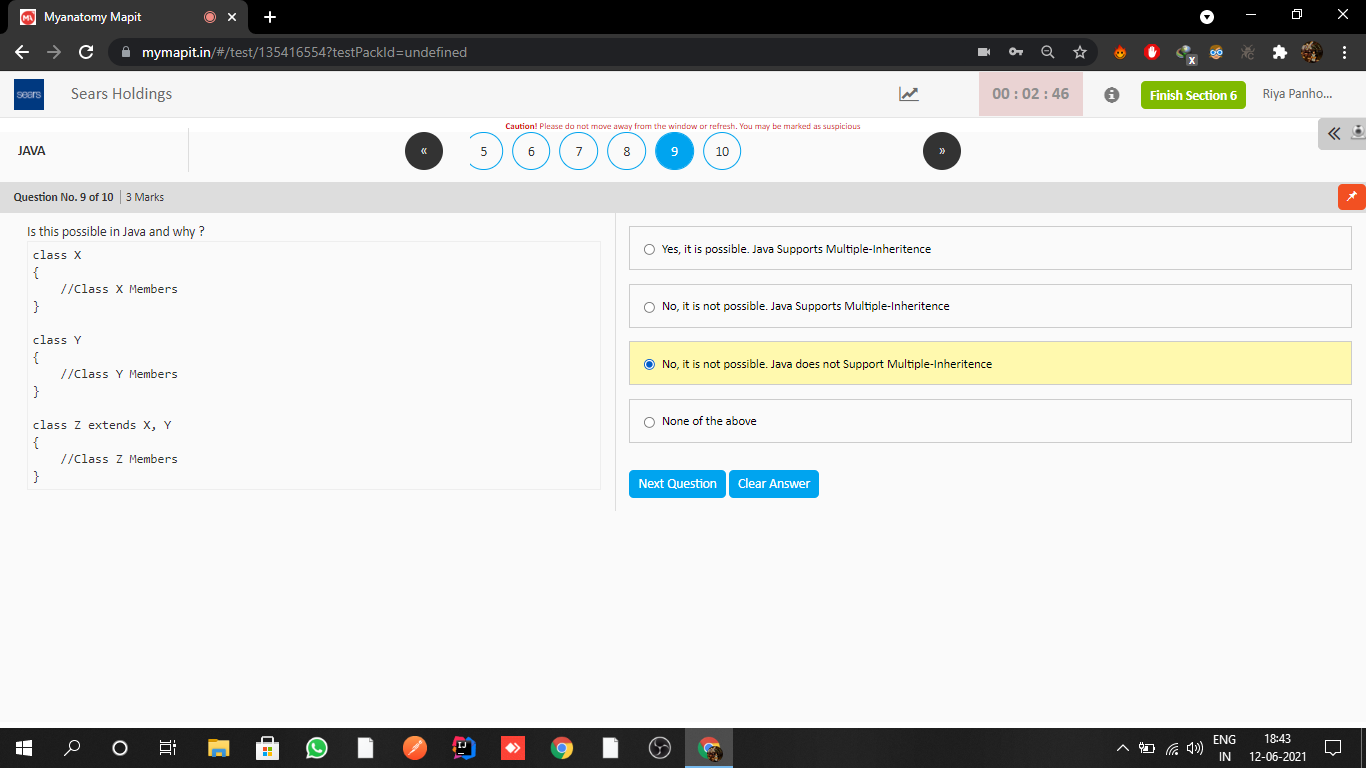 Myanatomy Mapit
mymapit.in/#/test/135416554?testPackId=undefined
x
sears
Sears Holdings
00 : 02 : 46
Finish Section 6
Riya Panho...
Caution! Please do not move away from the window or refresh. You may be marked as suspicious
JAVA
«
5
6
7
8
9
10
»
Question No. 9 of 10
3 Marks
Is this possible in Java and why ?
class X
{
//Class X Members
}
class Y
{
//Class Y Members
}
class Z extends X, Y
{
//Class Z Members
}
Yes, it is possible. Java Supports Multiple-Inheritence
No, it is not possible. Java Supports Multiple-Inheritence
No, it is not possible. Java does not Support Multiple-Inheritence
None of the above
Next Question
Clear Answer
ENG
IN
18:43
12-06-2021